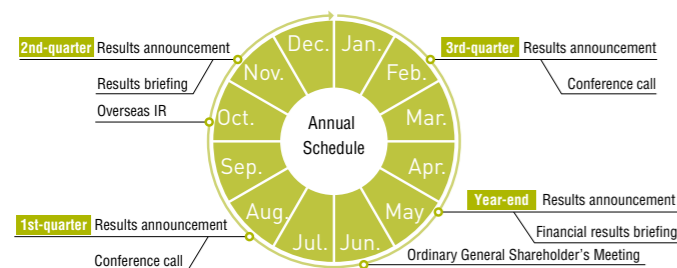 2nd-quarter Results announcement
Results briefing
Overseas IR
1st-quarter Results announcement
Conference call
Dec. Jan.
Nov. Feb.
Oct. Mar.
Annual
Schedule
Sep. Apr.
Aug. May
Jul. Jun.
3rd-quarter Results announcement
Conference call
Year-end Results announcement
Financial results briefing
Ordinary General Shareholder's Meeting